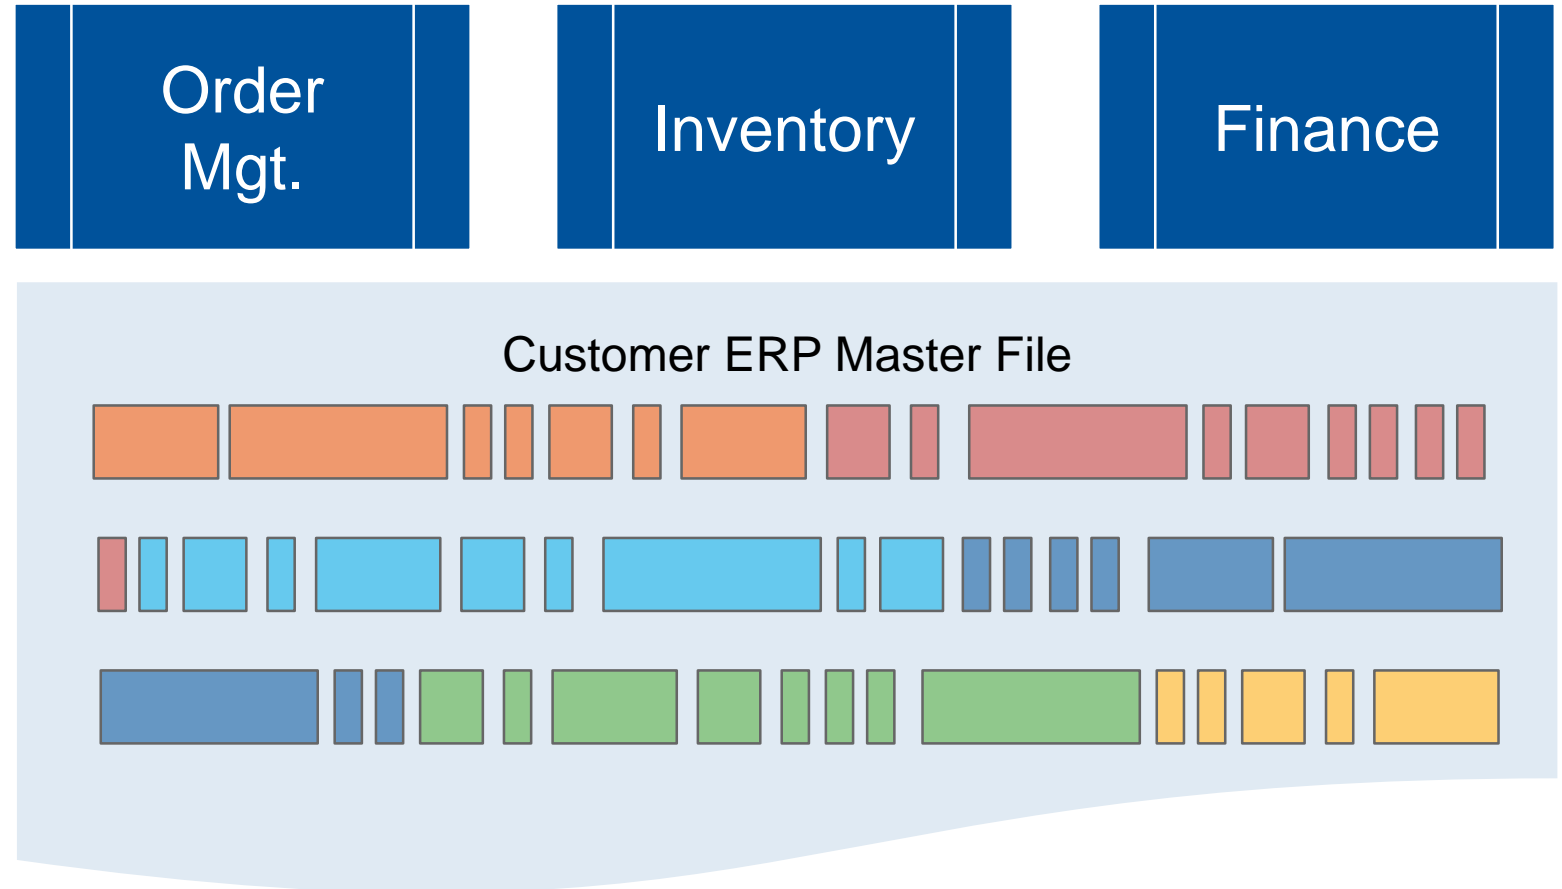 Order
Mgt.
Inventory
Finance
Customer ERP Master File